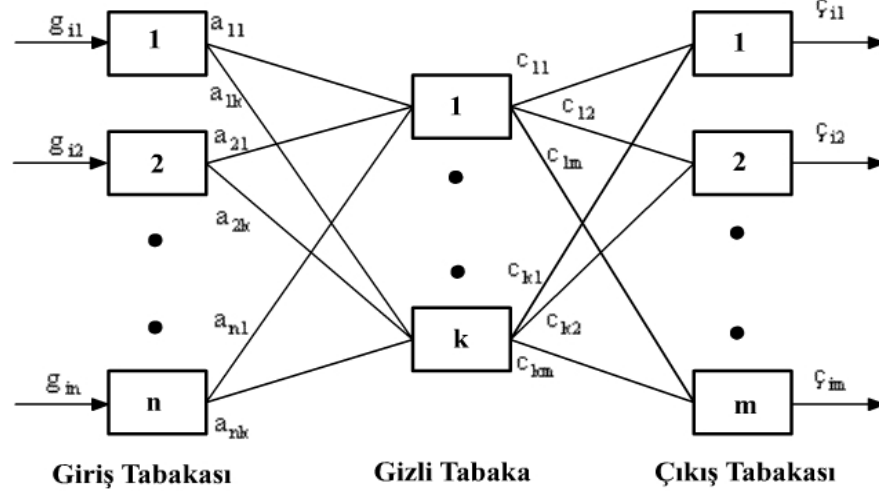 g i1
a 11
1
a 1k
g i2
a 21
2
a 2k
a n1
g in
n
a nk
c 11
1
c 12
c 1m
c k1
k
c k2
c km
1
ç i1
2
ç i2
m
ç im
Giriş Tabakası
Gizli Tabaka
Çıkış Tabakası